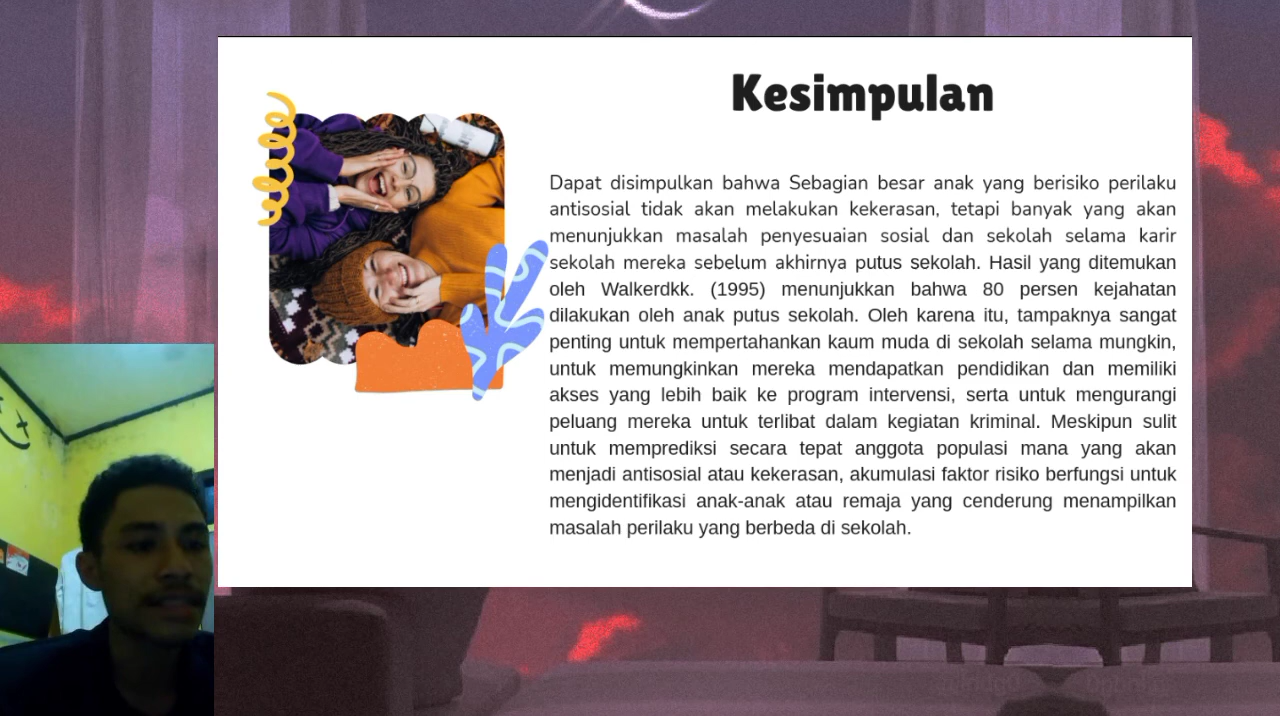 Kesimpulan
Dapat disimpulkan bahwa Sebagian besar anak yang berisiko perilaku
antisosial tidak akan melakukan kekerasan, tetapi banyak yang akan
menunjukkan masalah penyesuaian sosial dan sekolah selama karir
sekolah mereka sebelum akhirnya putus sekolah. Hasil yang ditemukan
oleh Walkerdkk. (1995) menunjukkan bahwa 80 persen kejahatan
dilakukan oleh anak putus sekolah. Oleh karena itu, tampaknya sangat
penting untuk mempertahankan kaum muda di sekolah selama mungkin,
untuk memungkinkan mereka mendapatkan pendidikan dan memiliki
akses yang lebih baik ke program intervensi, serta untuk mengurangi
peluang mereka untuk terlibat dalam kegiatan kriminal. Meskipun sulit
untuk memprediksi secara tepat anggota populasi mana yang akan
menjadi antisosial atau kekerasan, akumulasi faktor risiko berfungsi untuk
mengidentifikasi anak-anak atau remaja yang cenderung menampilkan
masalah perilaku yang berbeda di sekolah.